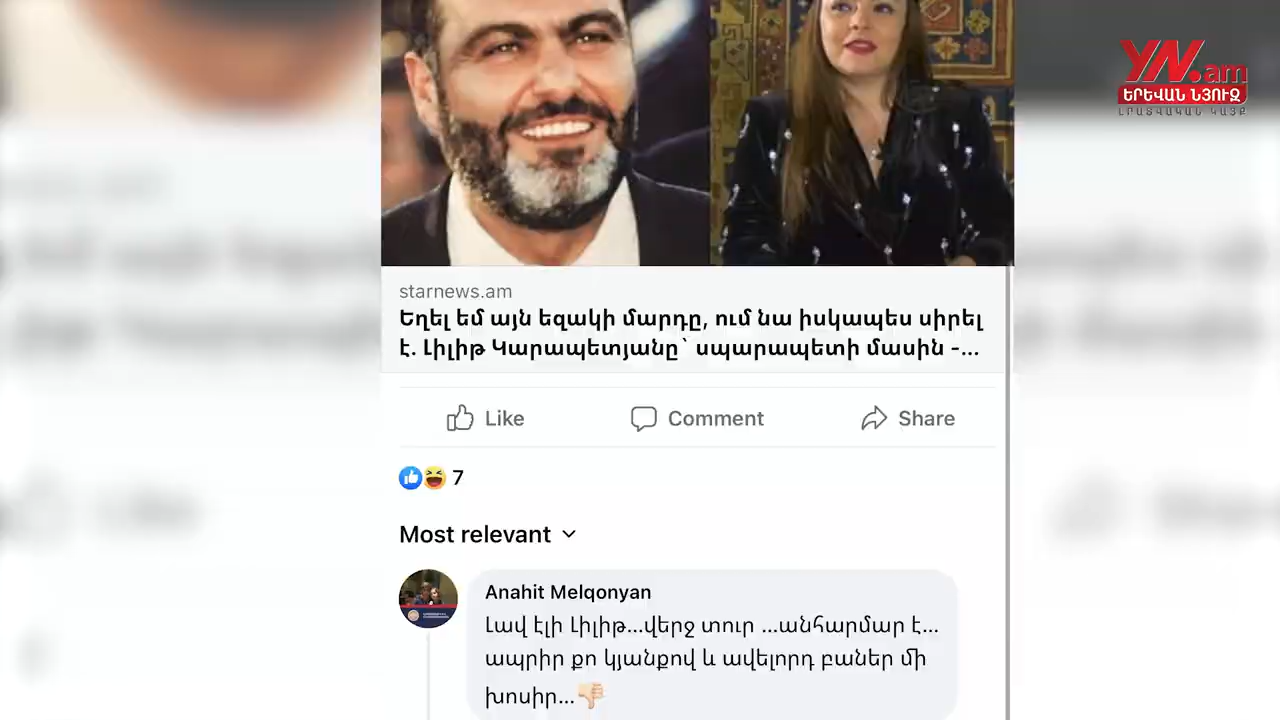 YN.am
ԵՐԵՎԱՆ ՆՅՈՒԶ
ԼՐԱՏՎԱԿԱՆ ԿԱՅՔ
starnews.am
Եղել եմ այն եզակի մարդը, ում նա իսկապես սիրել
է. Լիլիթ Կարապետյանը` սպարապետի մասին -...
Like
Comment
Share
7
Most relevant
Anahit Melqonyan
Լավ էլի Լիլիթ...վերջ տուր ...անհարմար է...
ապրիր քո կյանքով և ավելորդ բաներ մի
խոսիր...👎🏻